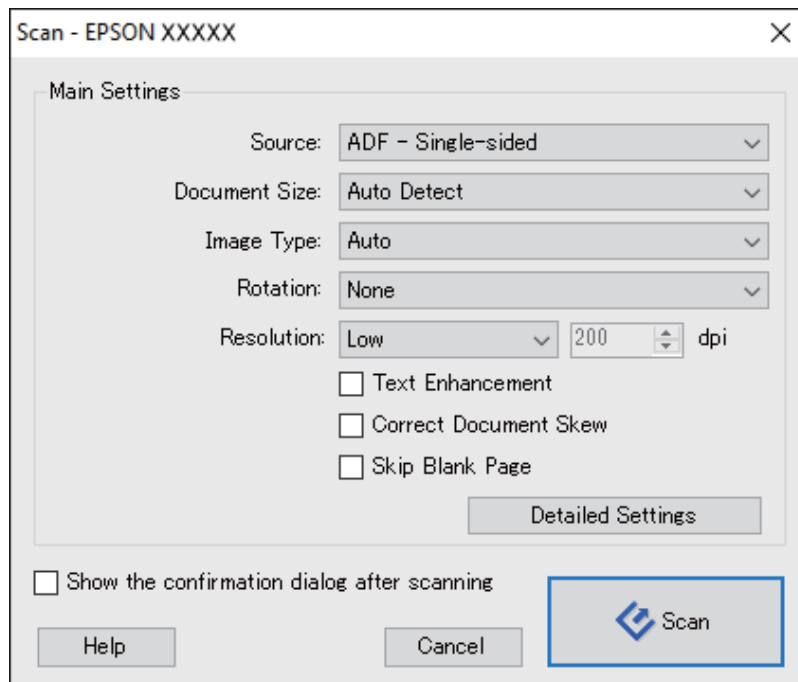 Scan - EPSON XXXXX
Main Settings
Source: ADF - Single-sided
Document Size: Auto Detect
Image Type: Auto
Rotation: None
Resolution: Low 200 dpi
Text Enhancement
Correct Document Skew
Skip Blank Page
Detailed Settings
Show the confirmation dialog after scanning
Help Cancel Scan